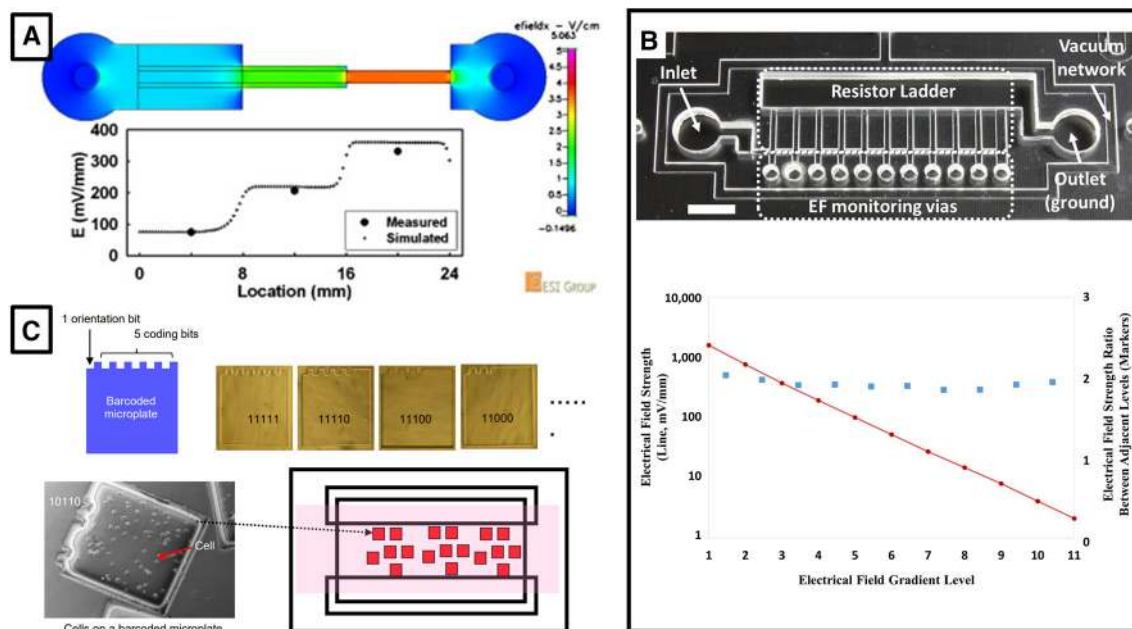 A
efieldx - V/cm
5.063
5
4.5
4
3.5
3
2.5
2
1.5
1
0.5
0
-0.1496
400
300
200
100
0
E (mV/mm)
Measured
Simulated
0
8
16
24
Location (mm)
ESI GROUP
B
Inlet
Vacuum
network
Resistor Ladder
Outlet
(ground)
EF monitoring vias
10,000
1,000
100
10
1
Electrical Field Strength
(Line, mV/mm)
3
2
1
0
Electrical Field Strength Ratio
Between Adjacent Levels (Markers)
1 2 3 4 5 6 7 8 9 10 11
Electrical Field Gradient Level
C
1 orientation bit
5 coding bits
Barcoded
microplate
11111
11110
11100
11000
10110
Cell
Cells on a barcoded microplate